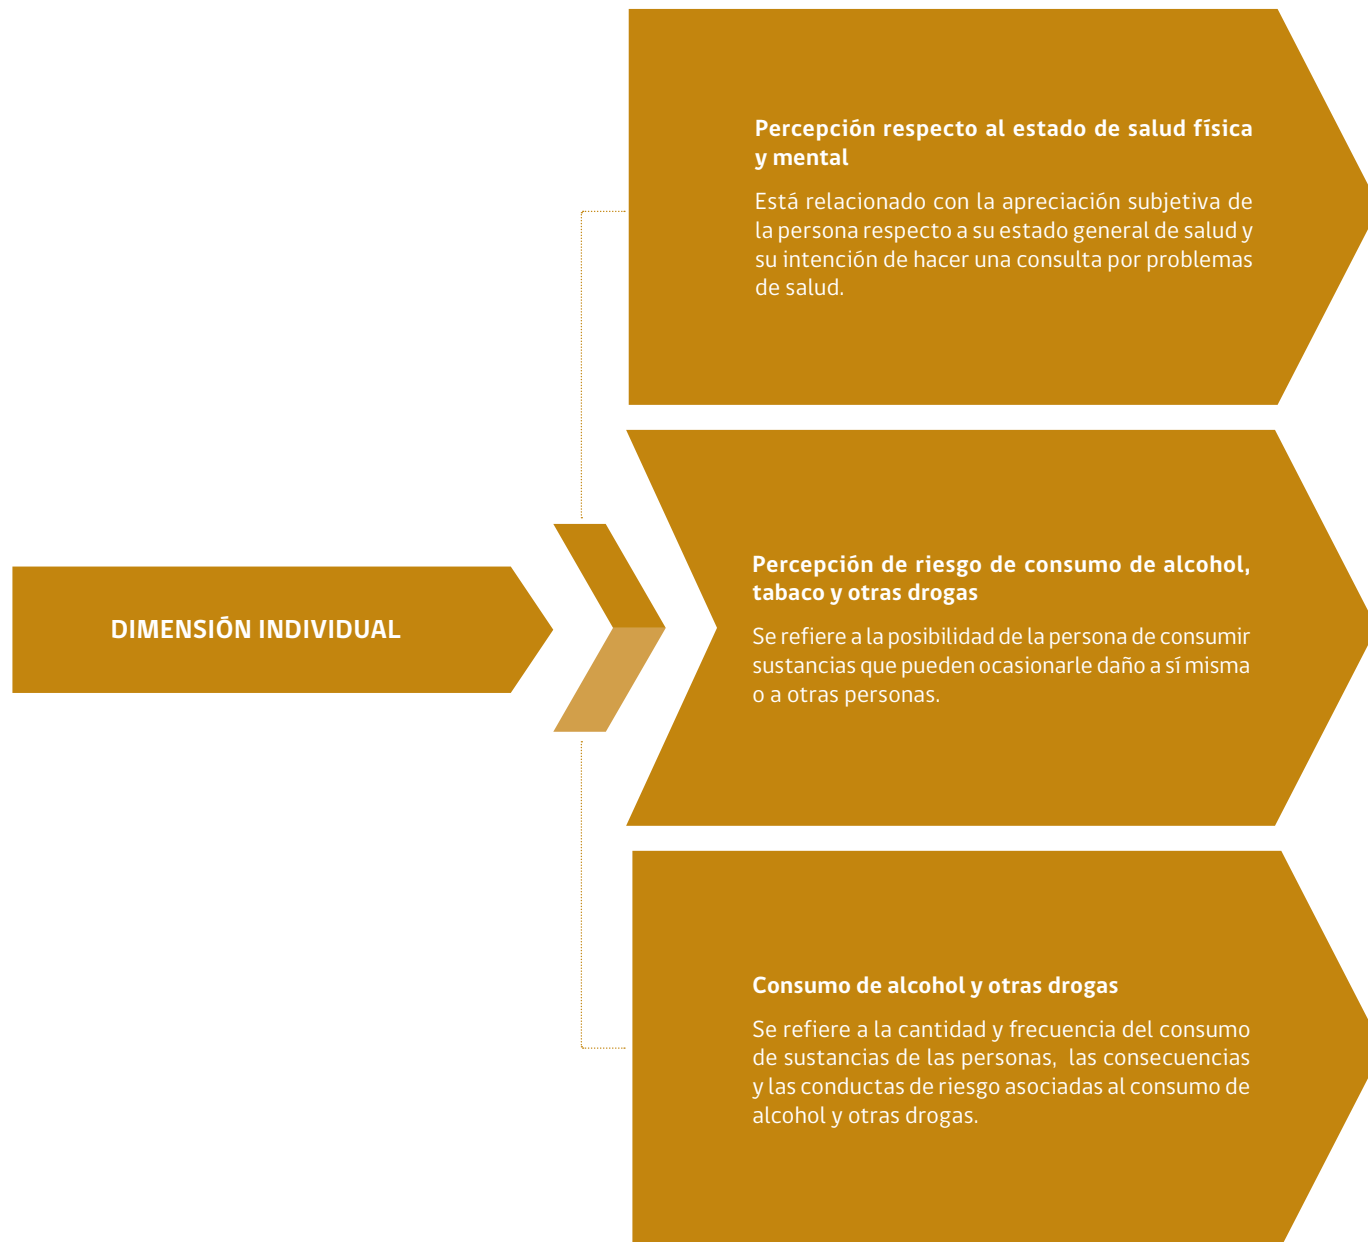 Percepción respecto al estado de salud física
y mental
Está relacionado con la apreciación subjetiva de
la persona respecto a su estado general de salud y
su intención de hacer una consulta por problemas
de salud.
DIMENSIÓN INDIVIDUAL
Percepción de riesgo de consumo de alcohol,
tabaco y otras drogas
Se refiere a la posibilidad de la persona de consumir
sustancias que pueden ocasionarle daño a sí misma
o a otras personas.
Consumo de alcohol y otras drogas
Se refiere a la cantidad y frecuencia del consumo
de sustancias de las personas, las consecuencias
y las conductas de riesgo asociadas al consumo de
alcohol y otras drogas.